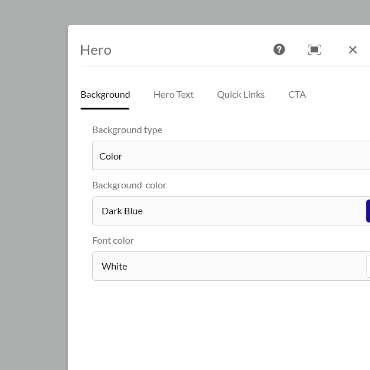 Hero
Background Hero Text Quick Links CTA
Background type
Color
Background color
Dark Blue
Font color
White